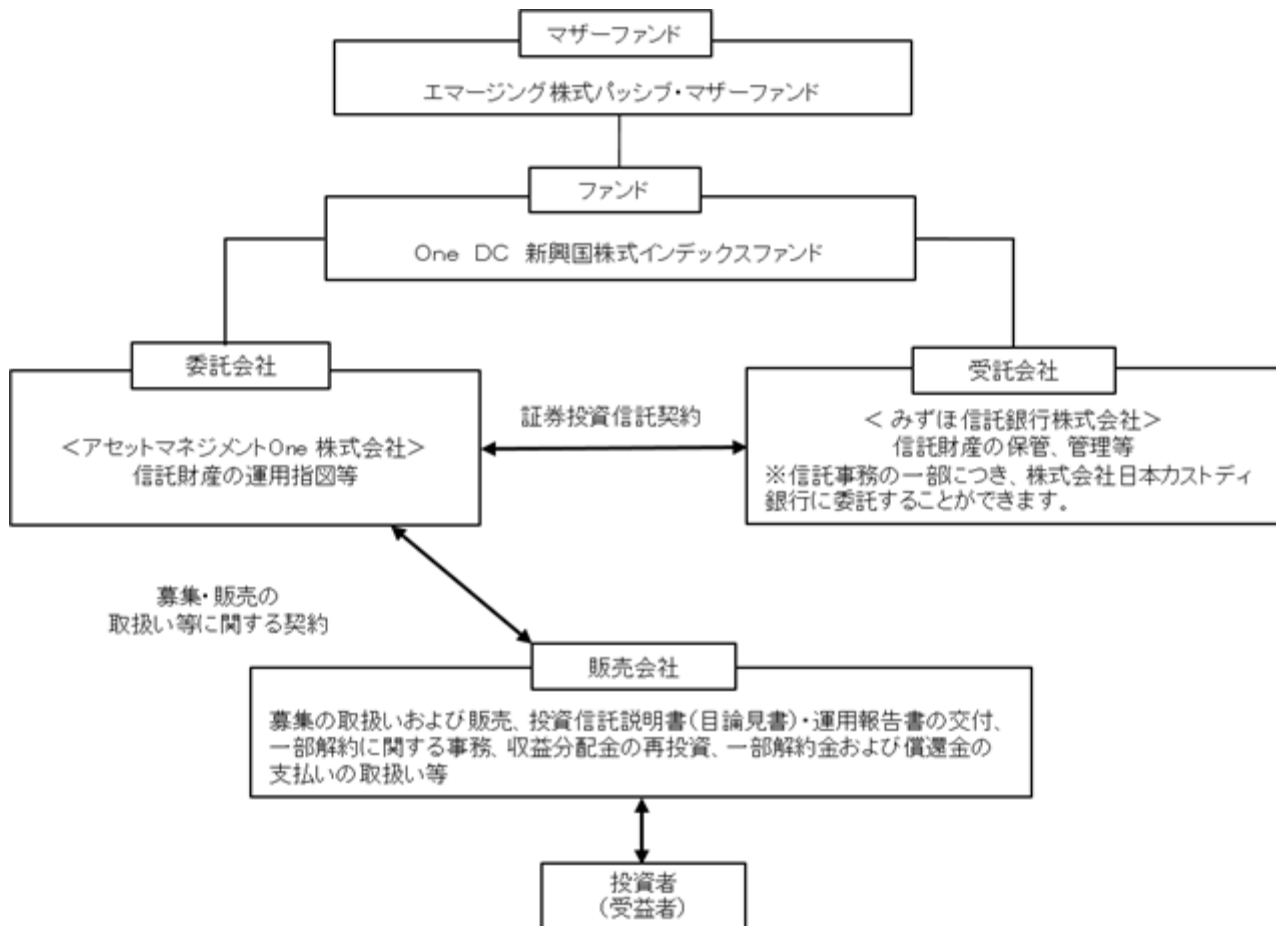 マザーファンド
エマージング株式パッシブ・マザーファンド
ファンド
One DC 新興国株式インデックスファンド
委託会社
<アセットマネジメントOne 株式会社>
信託財産の運用指図等
証券投資信託契約
受託会社
< みずほ信託銀行株式会社>
信託財産の保管、管理等
※信託事務の一部につき、株式会社日本カストディ
銀行に委託することができます。
募集・販売の
取扱い等に関する契約
販売会社
募集の取扱いおよび販売、投資信託説明書(目論見書)・運用報告書の交付、
一部解約に関する事務、収益分配金の再投資、一部解約金および償還金の
支払いの取扱い等
投資者
(受益者)